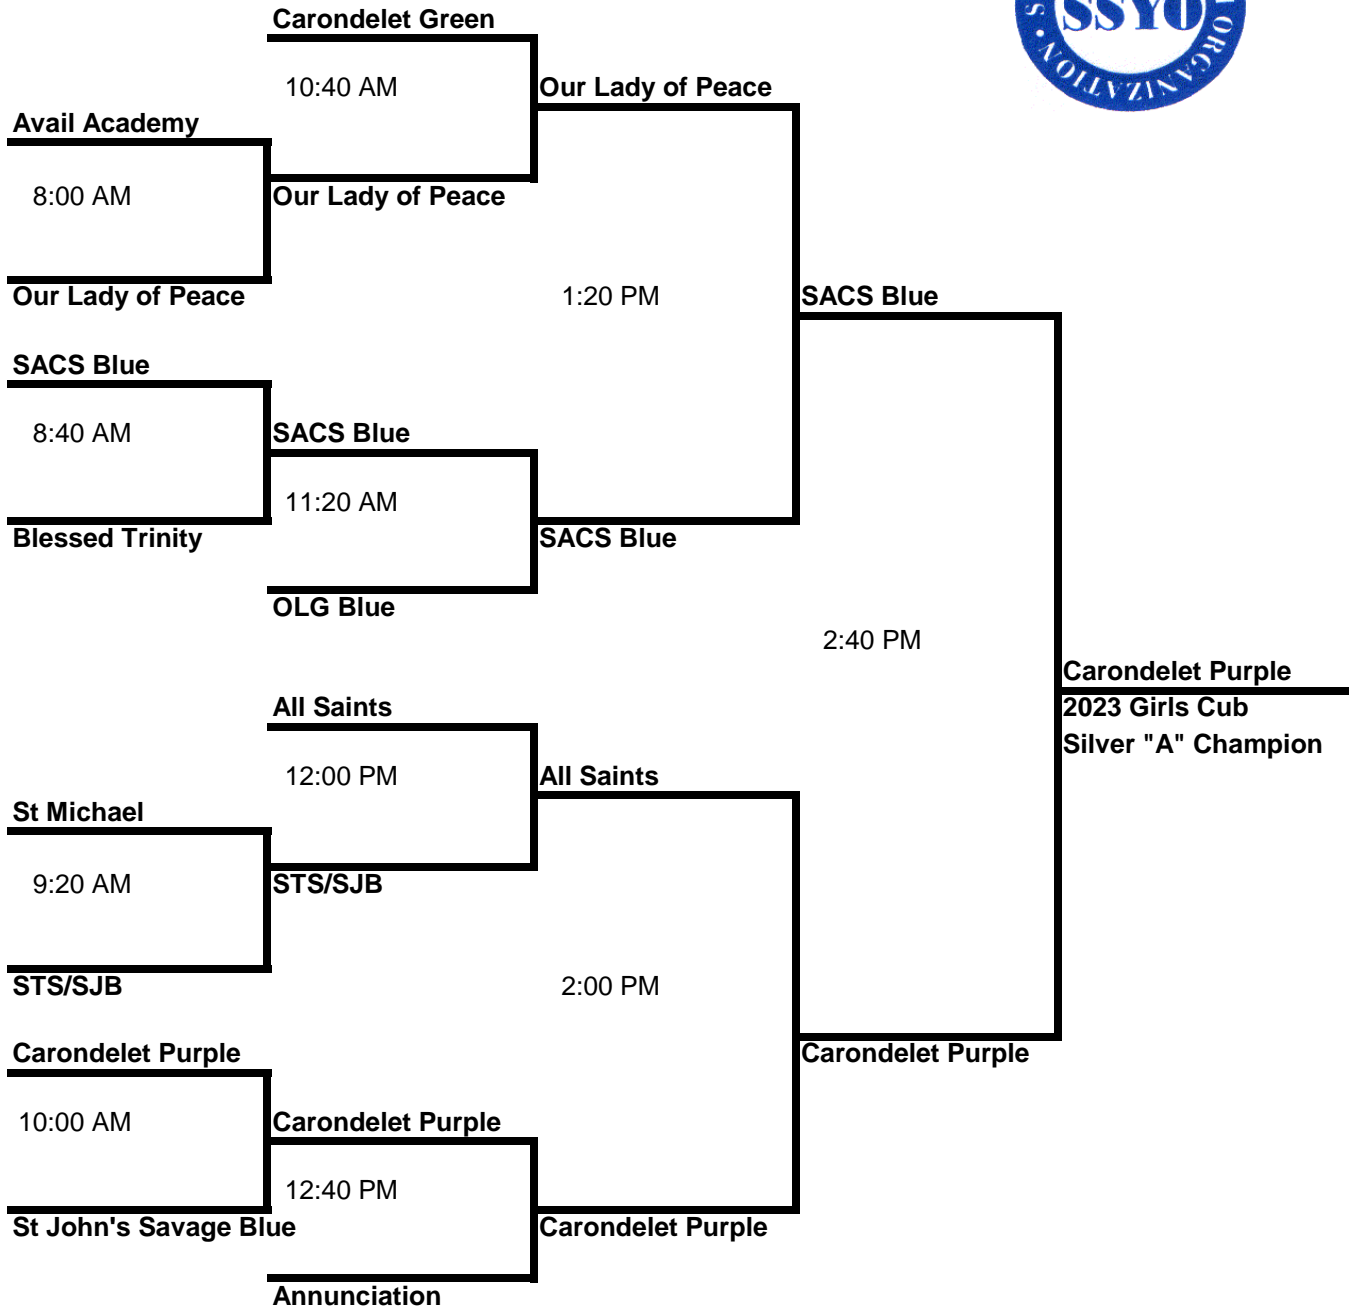 Carondelet Green
SSYO
ORGANIZATION
10:40 AM
Our Lady of Peace
Avail Academy
8:00 AM
Our Lady of Peace
Our Lady of Peace
1:20 PM
SACS Blue
SACS Blue
8:40 AM
SACS Blue
11:20 AM
Blessed Trinity
SACS Blue
OLG Blue
2:40 PM
Carondelet Purple
All Saints
2023 Girls Cub
Silver "A" Champion
12:00 PM
All Saints
St Michael
9:20 AM
STS/SJB
STS/SJB
2:00 PM
Carondelet Purple
Carondelet Purple
10:00 AM
Carondelet Purple
12:40 PM
St John's Savage Blue
Carondelet Purple
Annunciation